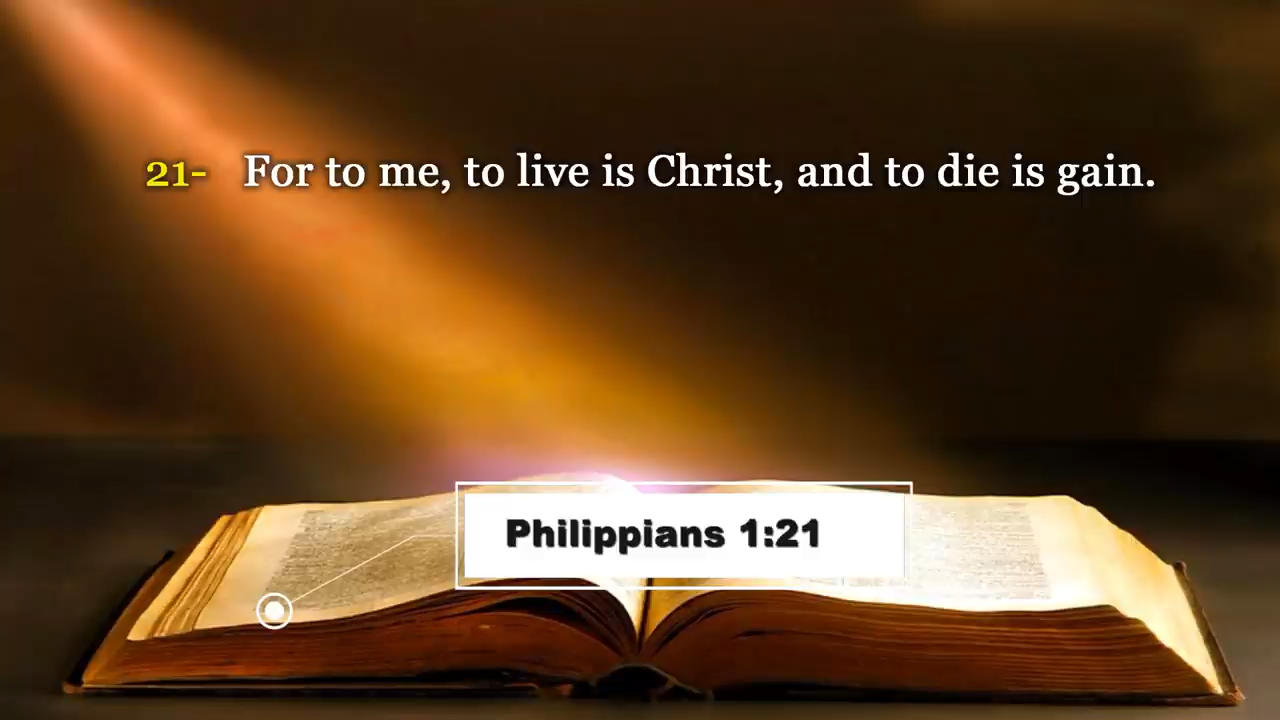 21- For to me, to live is Christ, and to die is gain.
Philippians 1:21